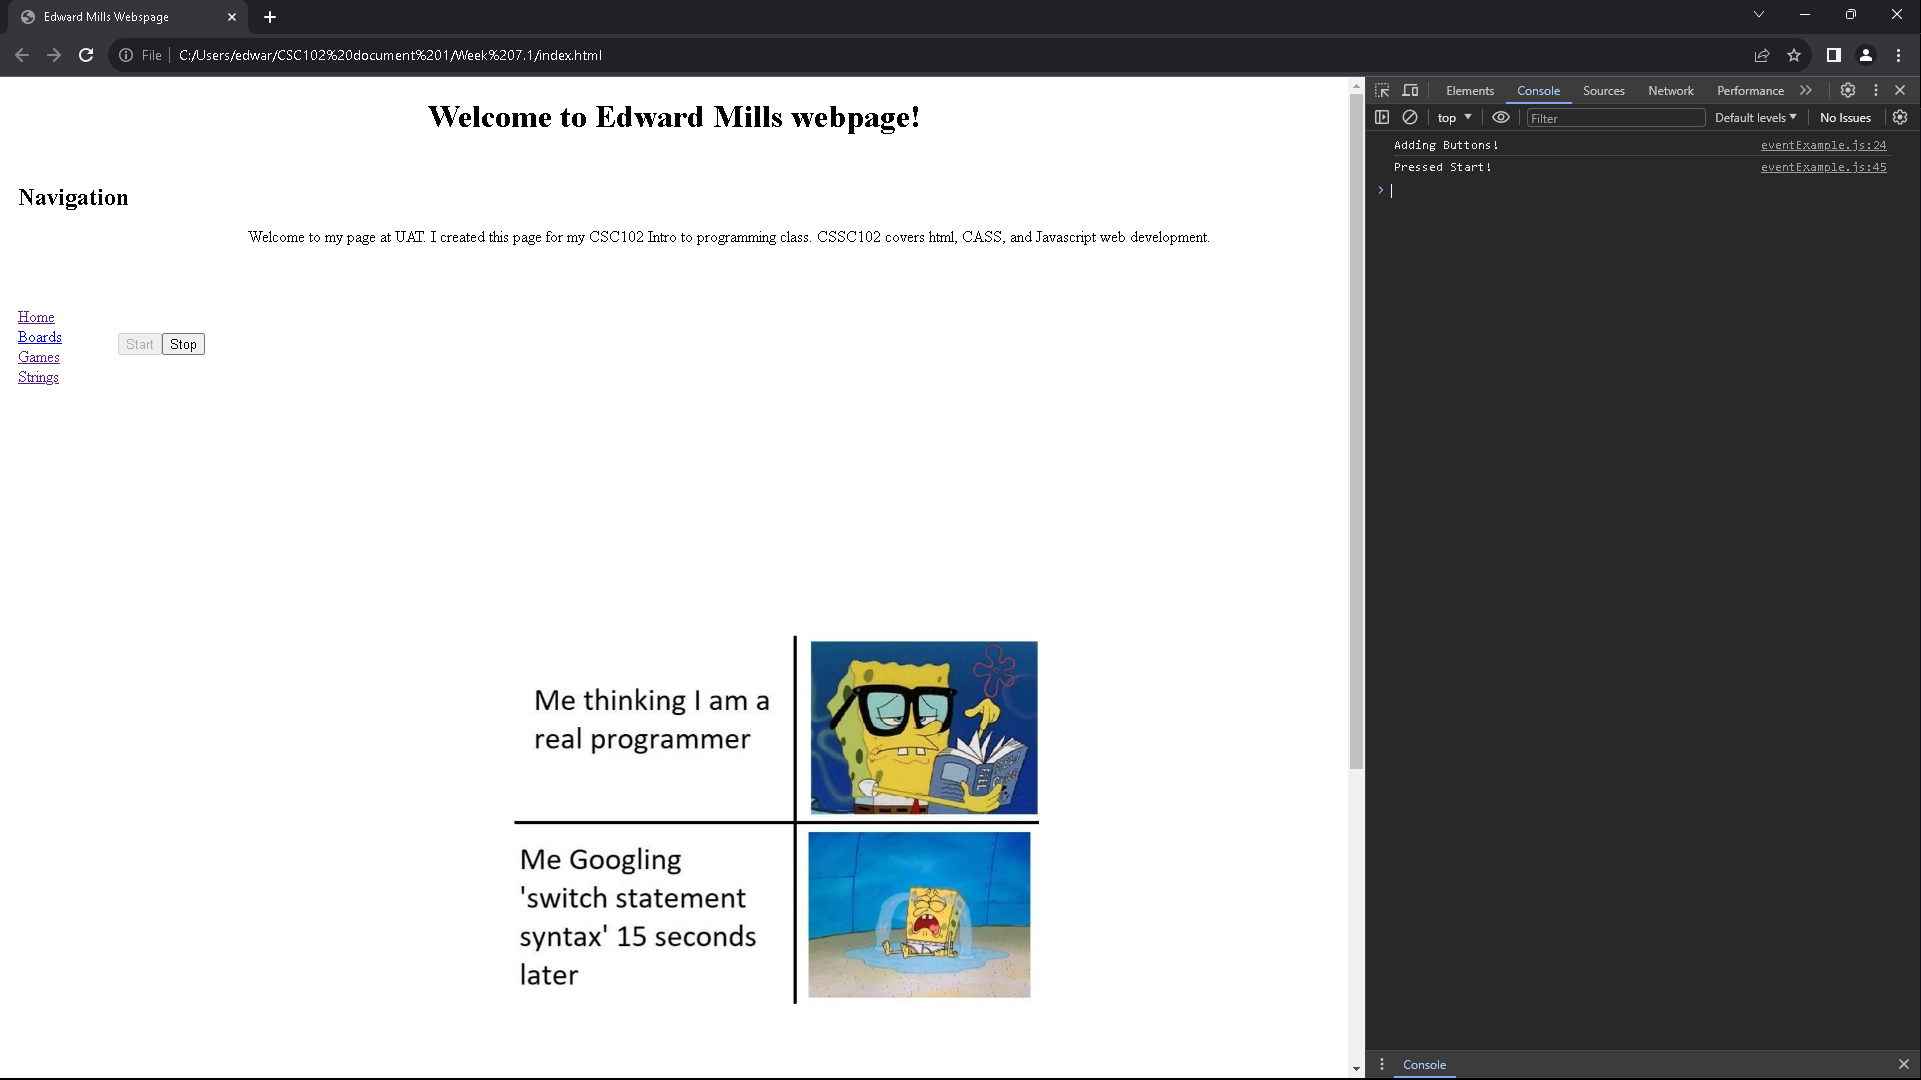 Edward Mills Webspage
File
C:/Users/edwar/CSC102%20document%201/Week%207.1/index.html
Welcome to Edward Mills webpage!
Navigation
Welcome to my page at UAT. I created this page for my CSC102 Intro to programming class. CSSC102 covers html, CASS, and Javascript web development.
Home
Boards
Games
Strings
Start Stop
Me thinking I am a
real programmer
Me Googling
'switch statement
syntax' 15 seconds
later
Elements Console Sources Network Performance
top Filter Default levels No Issues
Adding Buttons! eventExample.js:24
Pressed Start! eventExample.js:45
Console